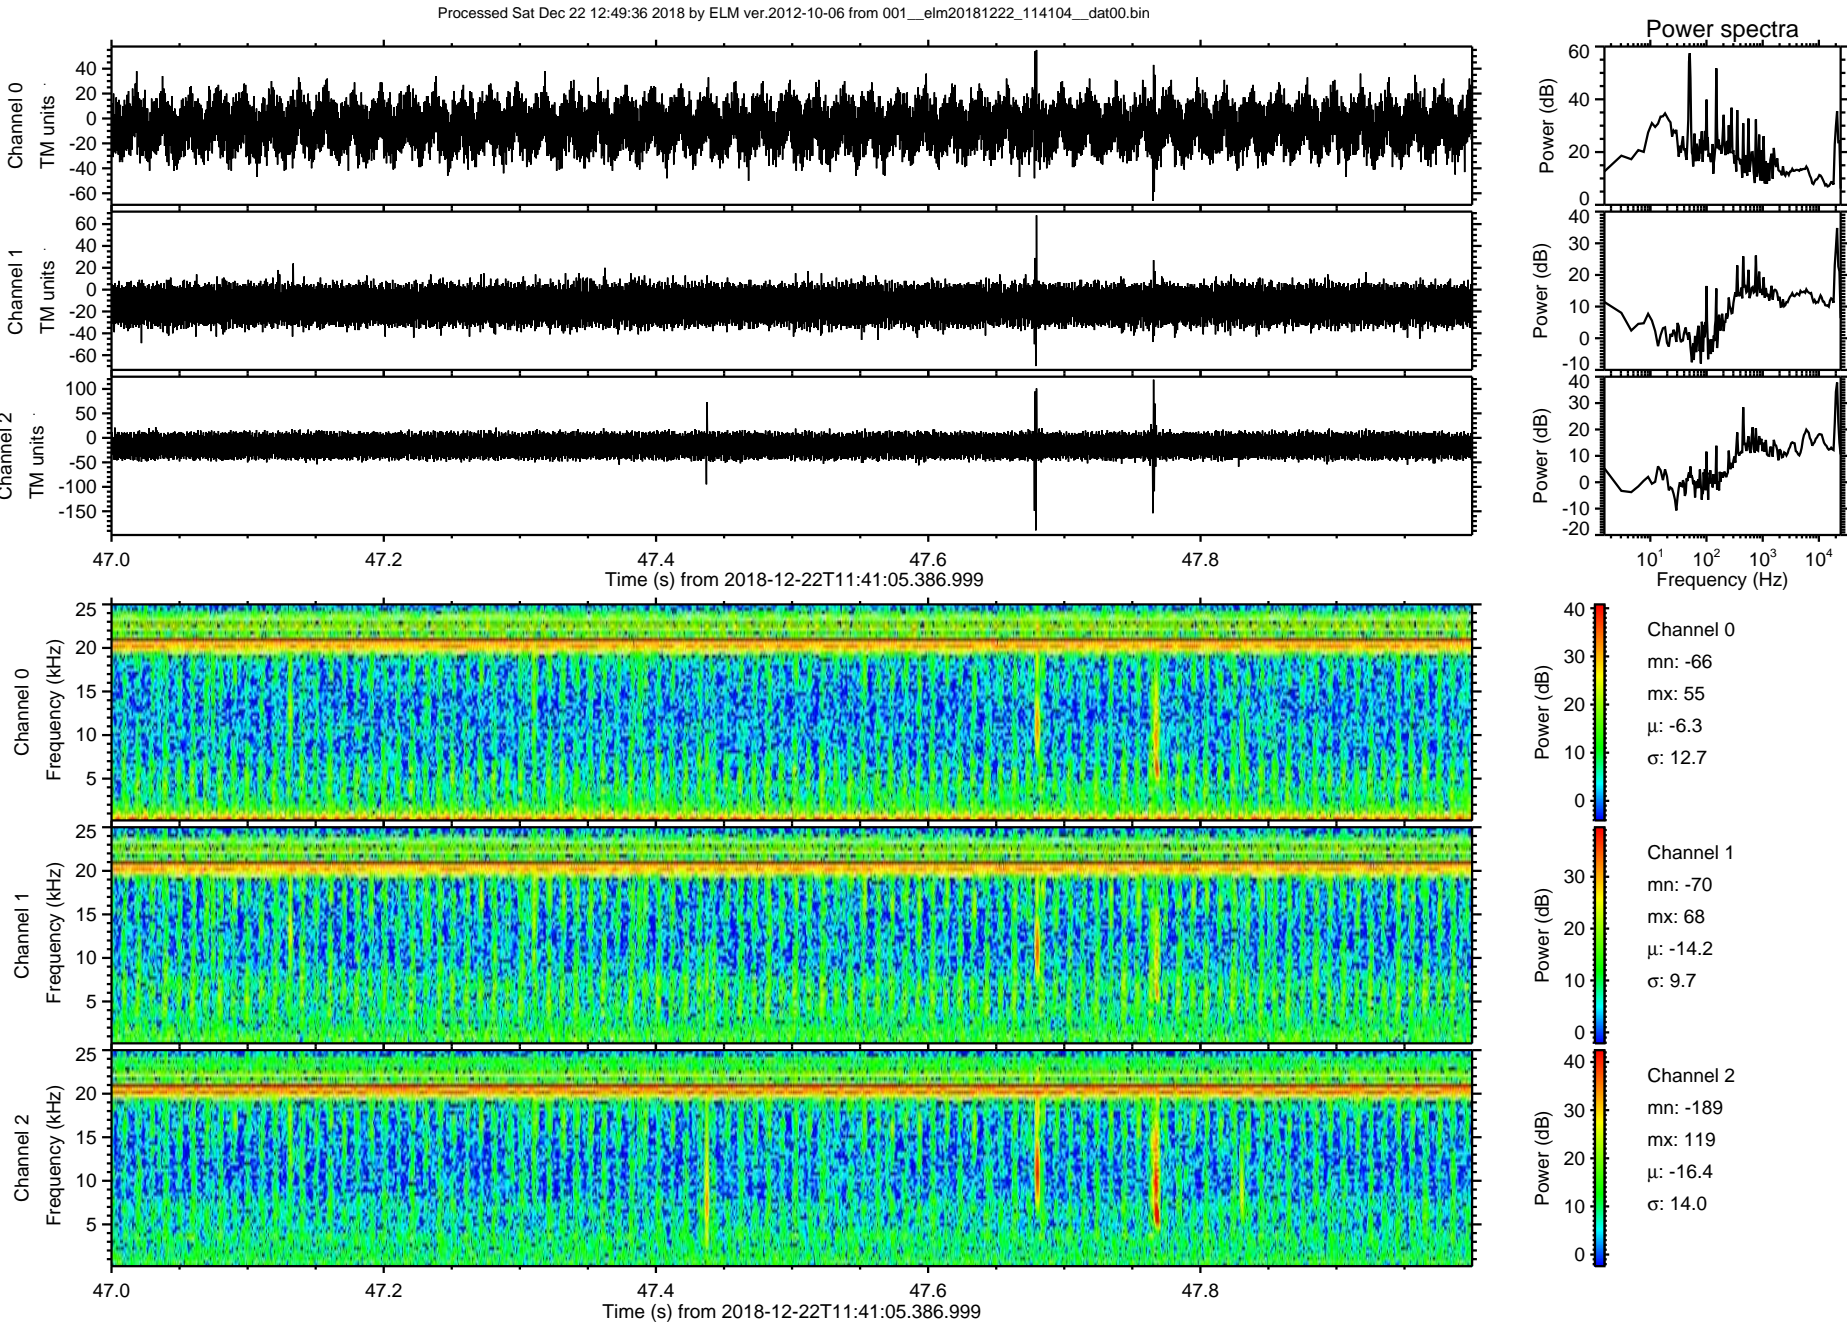 Processed Sat Dec 22 12:49:36 2018 by ELM ver.2012-10-06 from 001__elm20181222_114104__dat00.bin
Power spectra
Channel 0
TM units
40
20
0
-20
-40
-60
Power (dB)
60
40
20
0
Channel 1
TM units
60
40
20
0
-20
-40
-60
Power (dB)
40
30
20
10
0
-10
Channel 2
TM units
100
50
0
-50
-100
-150
Power (dB)
40
30
20
10
0
-10
-20
47.0 47.2 47.4 47.6 47.8
Time (s) from 2018-12-22T11:41:05.386.999
10¹ 10² 10³ 10⁴
Frequency (Hz)
Channel 0
Frequency (kHz)
25
20
15
10
5
Power (dB)
40
30
20
10
0
Channel 0
mn: -66
mx: 55
μ: -6.3
σ: 12.7
Channel 1
Frequency (kHz)
25
20
15
10
5
Power (dB)
30
20
10
0
Channel 1
mn: -70
mx: 68
μ: -14.2
σ: 9.7
Channel 2
Frequency (kHz)
25
20
15
10
5
Power (dB)
40
30
20
10
0
Channel 2
mn: -189
mx: 119
μ: -16.4
σ: 14.0
47.0 47.2 47.4 47.6 47.8
Time (s) from 2018-12-22T11:41:05.386.999